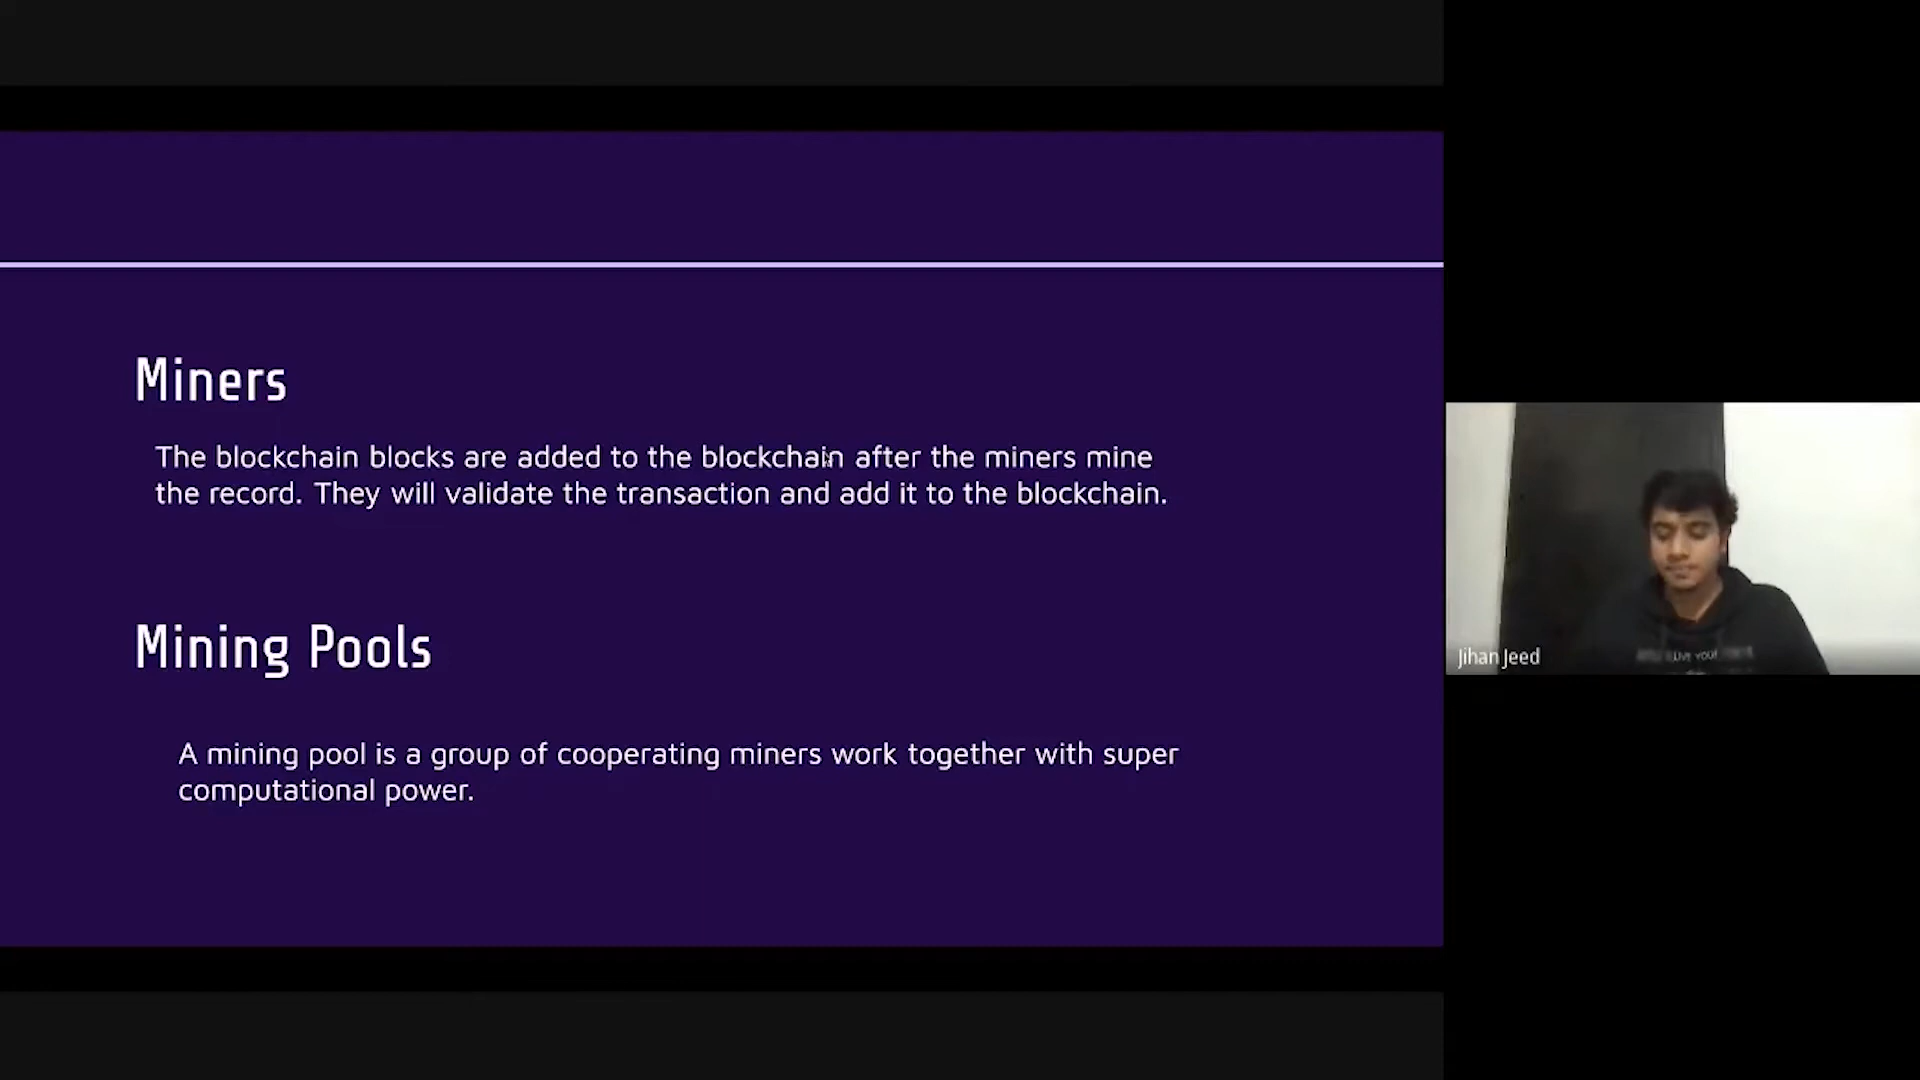 Miners
The blockchain blocks are added to the blockchain after the miners mine
the record. They will validate the transaction and add it to the blockchain.
Mining Pools
A mining pool is a group of cooperating miners work together with super
computational power.
Jihan Jeed